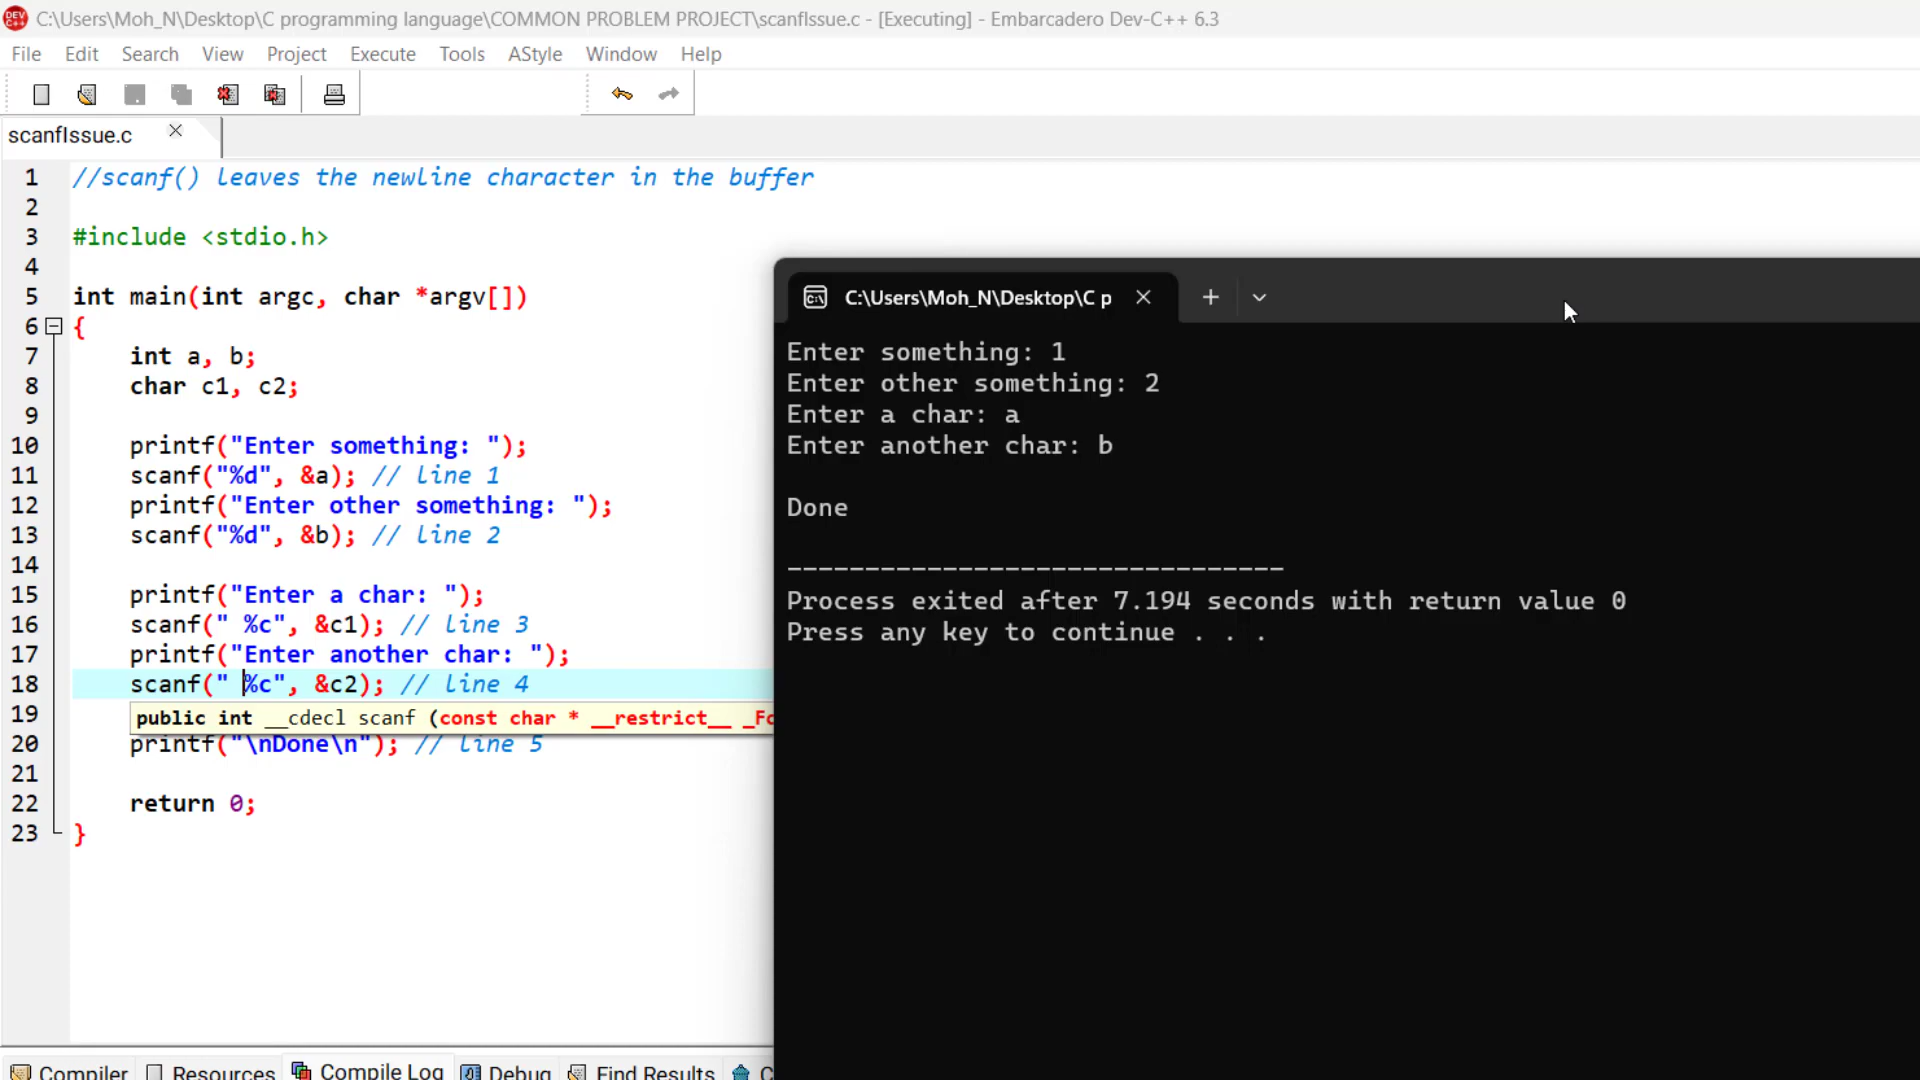 C:\Users\Moh_N\Desktop\C programming language\COMMON PROBLEM PROJECT\scanfIssue.c - [Executing] - Embarcadero Dev-C++ 6.3
File Edit Search View Project Execute Tools AStyle Window Help
scanfIssue.c
1 //scanf() leaves the newline character in the buffer
2
3 #include <stdio.h>
4
5 int main(int argc, char *argv[])
6 {
7 int a, b;
8 char c1, c2;
9
10 printf("Enter something: ");
11 scanf("%d", &a); // line 1
12 printf("Enter other something: ");
13 scanf("%d", &b); // line 2
14
15 printf("Enter a char: ");
16 scanf(" %c", &c1); // line 3
17 printf("Enter another char: ");
18 scanf(" %c", &c2); // line 4
19 public int __cdecl scanf (const char * __restrict__ _Fo
20 printf("\nDone\n"); // line 5
21
22 return 0;
23 }
C:\Users\Moh_N\Desktop\C p
Enter something: 1
Enter other something: 2
Enter a char: a
Enter another char: b
Done
--------------------------------
Process exited after 7.194 seconds with return value 0
Press any key to continue . . .
Compiler Resources Compile Log Debug Find Results C